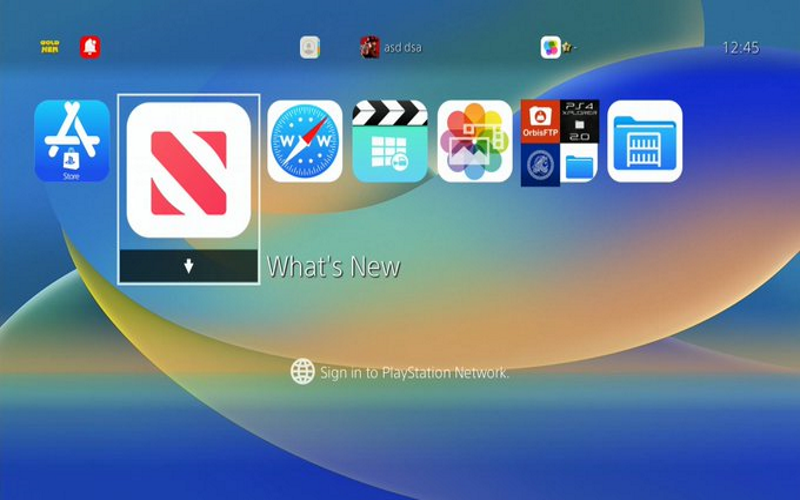 GOLD
HEN
asd dsa
12:45
Store
W W
OrbisFTP
PS4
XPLORER
2.0
What's New
Sign in to PlayStation Network.